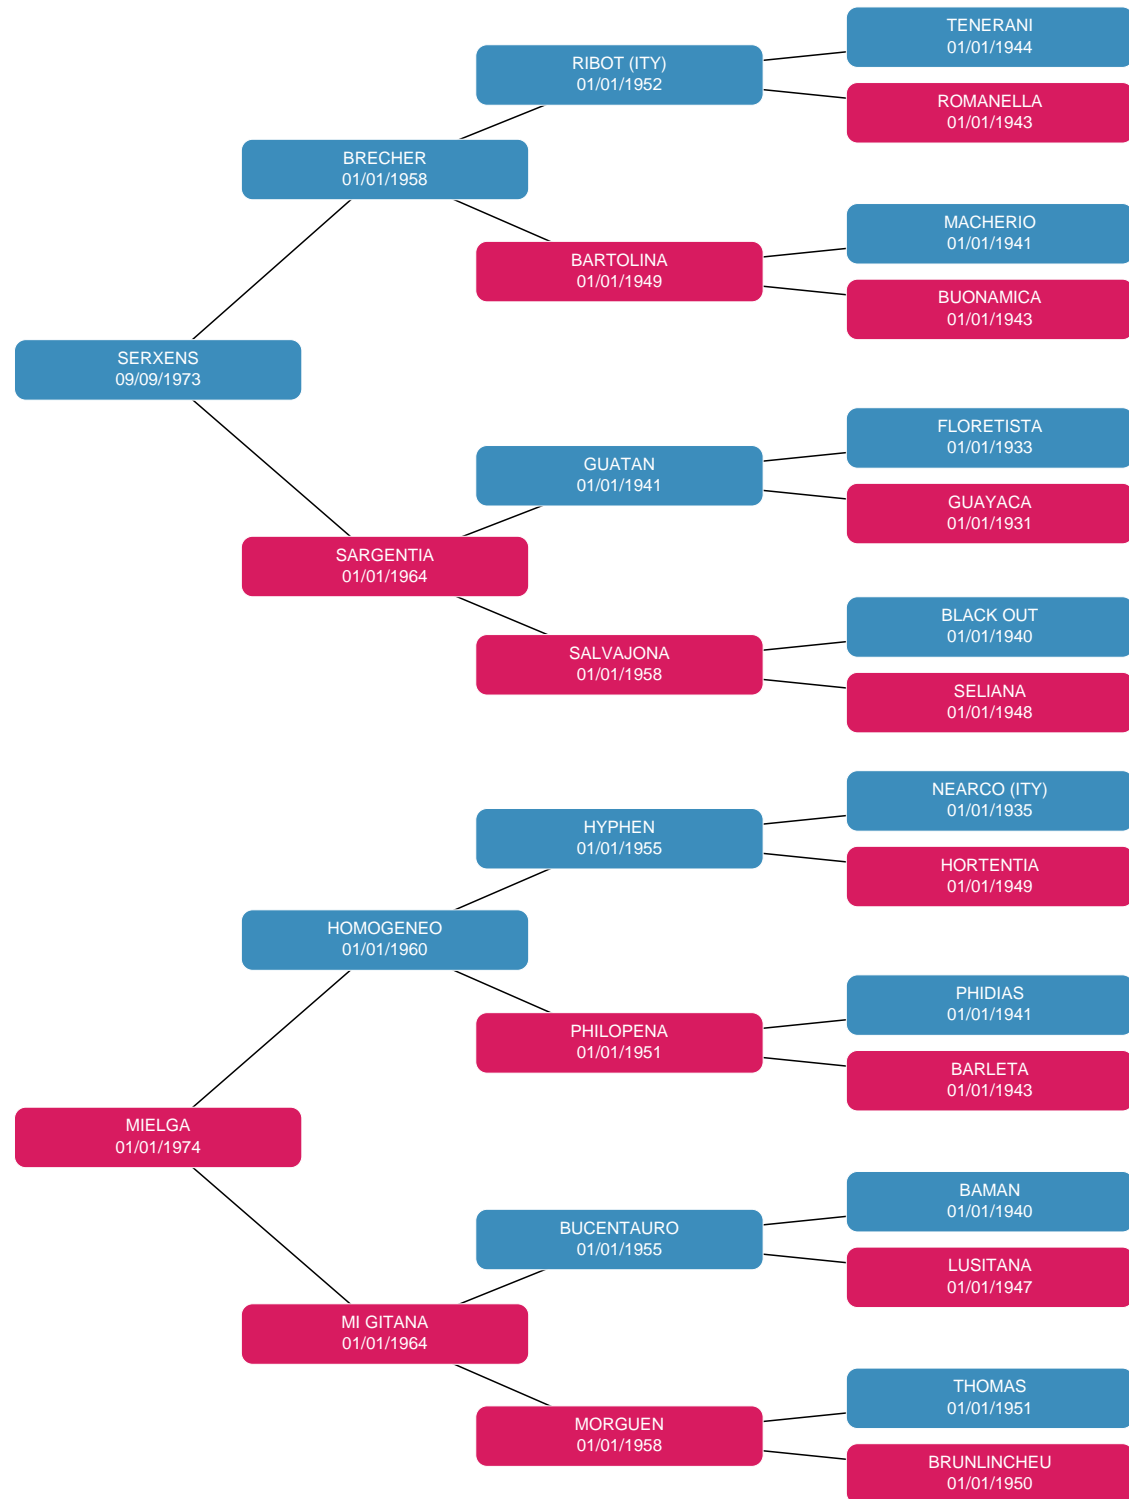 TENERANI
01/01/1944
RIBOT (ITY)
01/01/1952
ROMANELLA
01/01/1943
BRECHER
01/01/1958
MACHERIO
01/01/1941
BARTOLINA
01/01/1949
BUONAMICA
01/01/1943
SERXENS
09/09/1973
FLORETISTA
01/01/1933
GUATAN
01/01/1941
GUAYACA
01/01/1931
SARGENTIA
01/01/1964
BLACK OUT
01/01/1940
SALVAJONA
01/01/1958
SELIANA
01/01/1948
NEARCO (ITY)
01/01/1935
HYPHEN
01/01/1955
HORTENTIA
01/01/1949
HOMOGENEO
01/01/1960
PHIDIAS
01/01/1941
PHILOPENA
01/01/1951
BARLETA
01/01/1943
MIELGA
01/01/1974
BAMAN
01/01/1940
BUCENTAURO
01/01/1955
LUSITANA
01/01/1947
MI GITANA
01/01/1964
THOMAS
01/01/1951
MORGUEN
01/01/1958
BRUNLINCHEU
01/01/1950